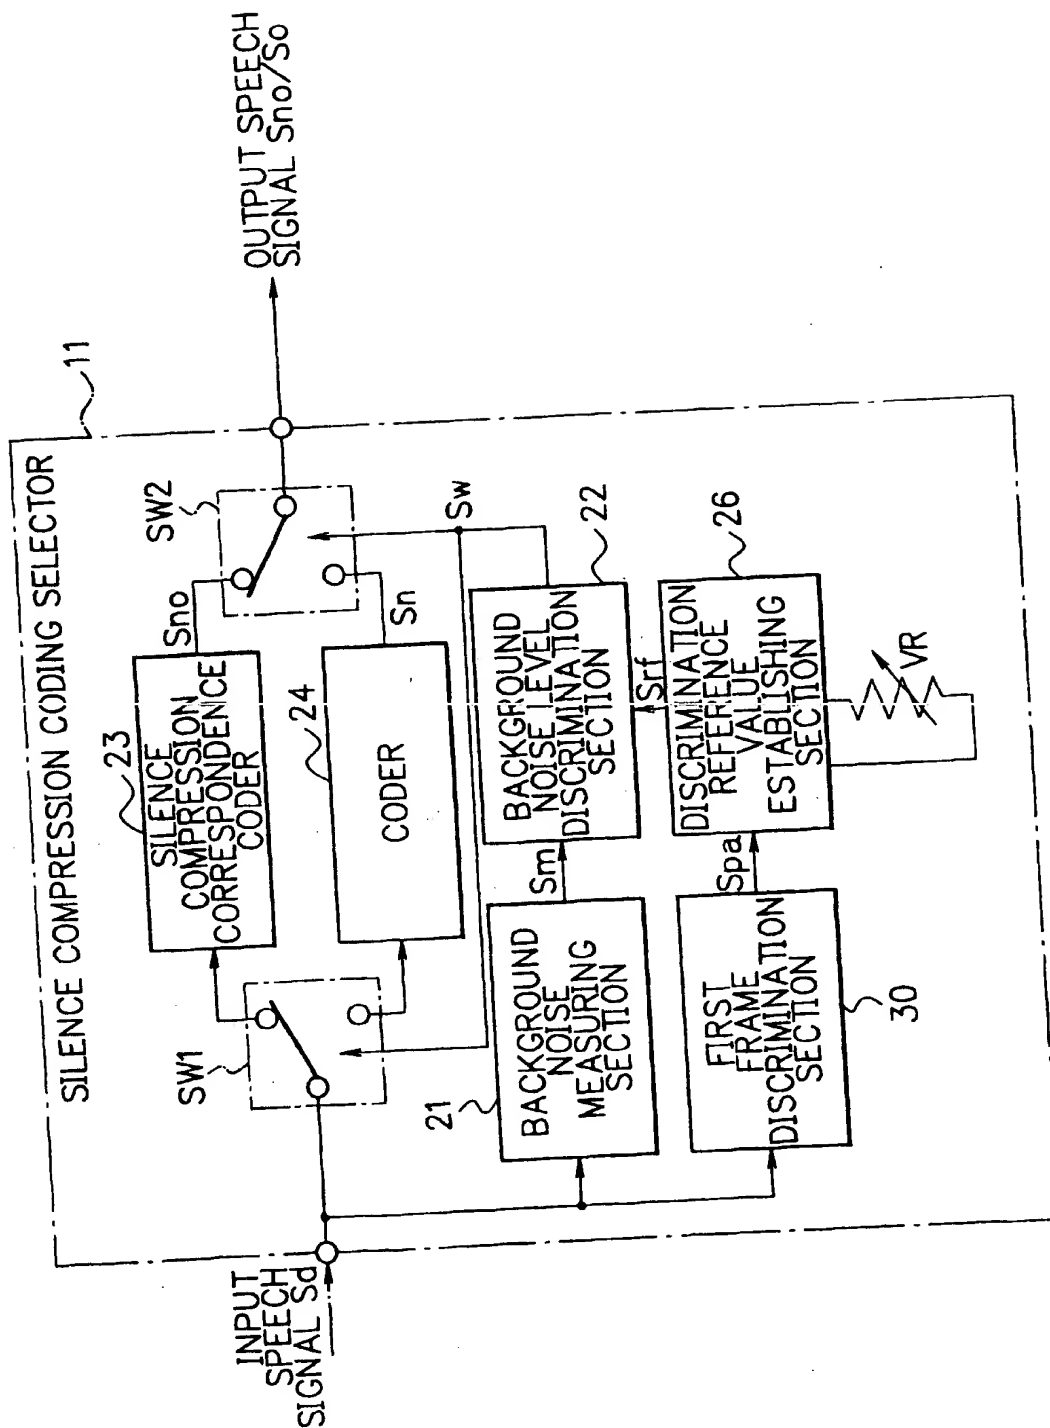 SILENCE COMPRESSION CODING SELECTOR
11
INPUT
SPEECH
SIGNAL Sd
SW1
23
SILENCE
COMPRESSION
CORRESPONDENCE
CODER
Sno
SW2
OUTPUT SPEECH
SIGNAL Sno/So
24
CODER
Sn
Sw
21
BACKGROUND
NOISE
MEASURING
SECTION
Sm
BACKGROUND
NOISE LEVEL
DISCRIMINATION
SECTION
22
Srf
FIRST
FRAME
DISCRIMINATION
SECTION
30
Spa
DISCRIMINATION
REFERENCE
VALUE
ESTABLISHING
SECTION
26
VR